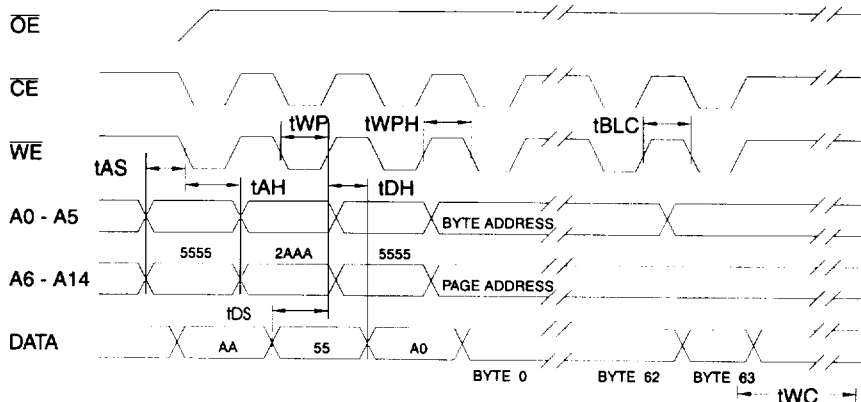 OE
CE
tWP tWPH tBLC
WE
tAS
tAH tDH
A0 - A5 BYTE ADDRESS
5555 2AAA 5555
A6 - A14 PAGE ADDRESS
tDS
DATA AA 55 A0
BYTE 0 BYTE 62 BYTE 63
tWC